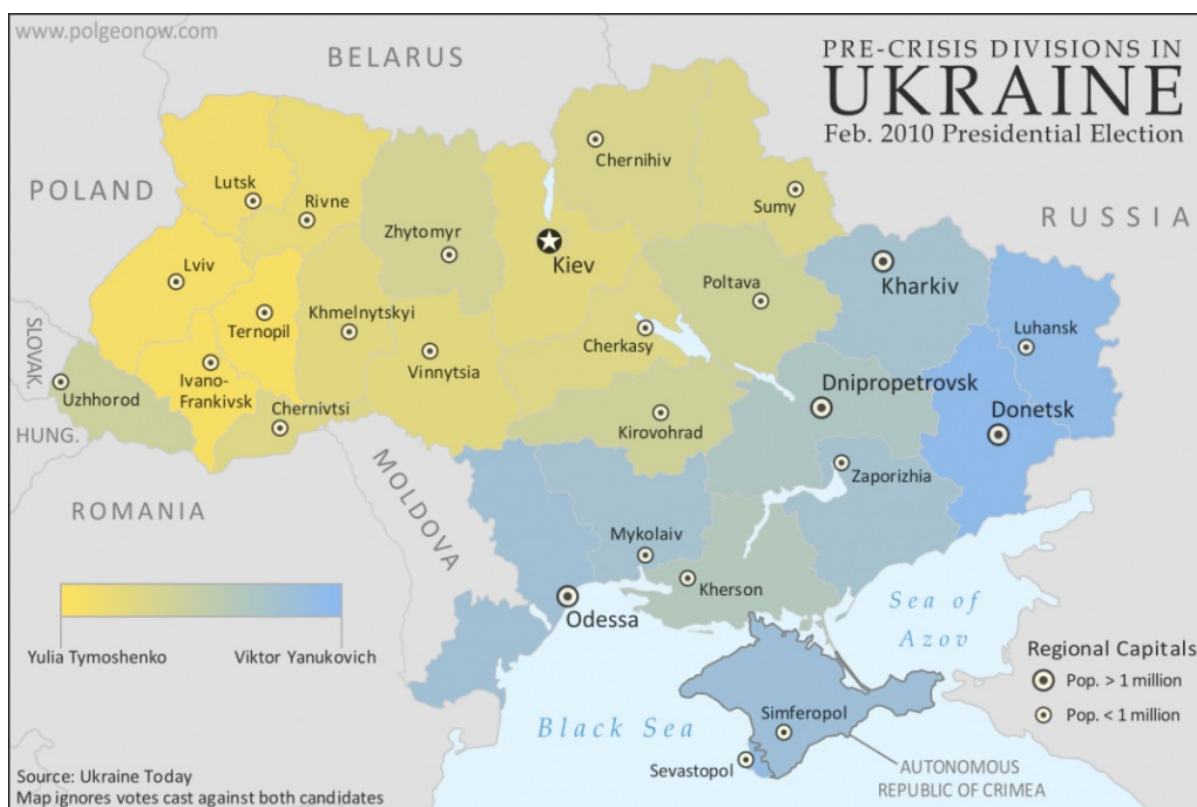 www.polgeonow.com
PRE-CRISIS DIVISIONS IN
UKRAINE
Feb. 2010 Presidential Election
BELARUS
POLAND
RUSSIA
SLOVAK.
HUNG.
ROMANIA
MOLDOVA
Chernihiv
Lutsk
Rivne
Sumy
Zhytomyr
Kiev
Lviv
Kharkiv
Poltava
Ternopil
Khmelnytskyi
Luhansk
Cherkasy
Vinnytsia
Ivano-
Frankivsk
Uzhhorod
Chernivtsi
Dnipropetrovsk
Donetsk
Kirovohrad
Zaporizhia
Mykolaiv
Kherson
Odessa
Sea of
Azov
Black Sea
Simferopol
Sevastopol
AUTONOMOUS
REPUBLIC OF CRIMEA
Yulia Tymoshenko
Viktor Yanukovich
Regional Capitals
Pop. > 1 million
Pop. < 1 million
Source: Ukraine Today
Map ignores votes cast against both candidates